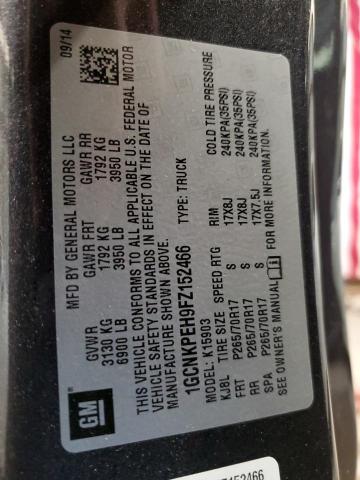 MFD BY GENERAL MOTORS LLC 09/14
GVWR GAWR FRT GAWR RR
3130 KG 1792 KG 1792 KG
6900 LB 3950 LB 3950 LB
THIS VEHICLE CONFORMS TO ALL APPLICABLE U.S. FEDERAL MOTOR
VEHICLE SAFETY STANDARDS IN EFFECT ON THE DATE OF
MANUFACTURE SHOWN ABOVE.
1GCNKPEH9FZ152466 TYPE: TRUCK
MODEL: K15903
KJ8L TIRE SIZE SPEED RTG RIM COLD TIRE PRESSURE
FRT P265/70R17 S 17X8J 240KPA(35PSI)
RR P265/70R17 S 17X8J 240KPA(35PSI)
SPA P265/70R17 S 17X7.5J 240KPA(35PSI)
SEE OWNER'S MANUAL FOR MORE INFORMATION.
GM
Z152466